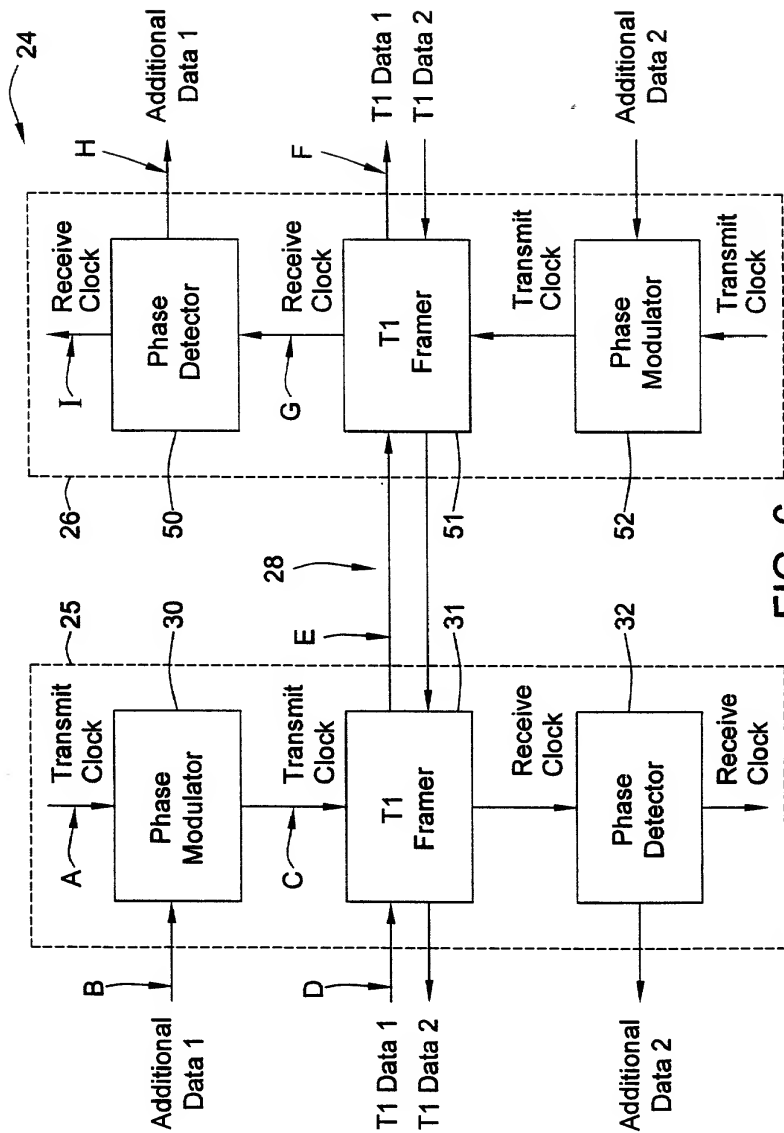 24
Additional
Data 1
H
T1 Data 1
T1 Data 2
F
Additional
Data 2
Receive
Clock
I
Phase
Detector
Receive
Clock
G
T1
Framer
Transmit
Clock
Phase
Modulator
Transmit
Clock
26
50
51
52
28
E
25
30
31
32
Transmit
Clock
A
Phase
Modulator
Transmit
Clock
C
T1
Framer
Receive
Clock
Phase
Detector
Receive
Clock
B
Additional
Data 1
D
T1 Data 1
T1 Data 2
Additional
Data 2
FIG.